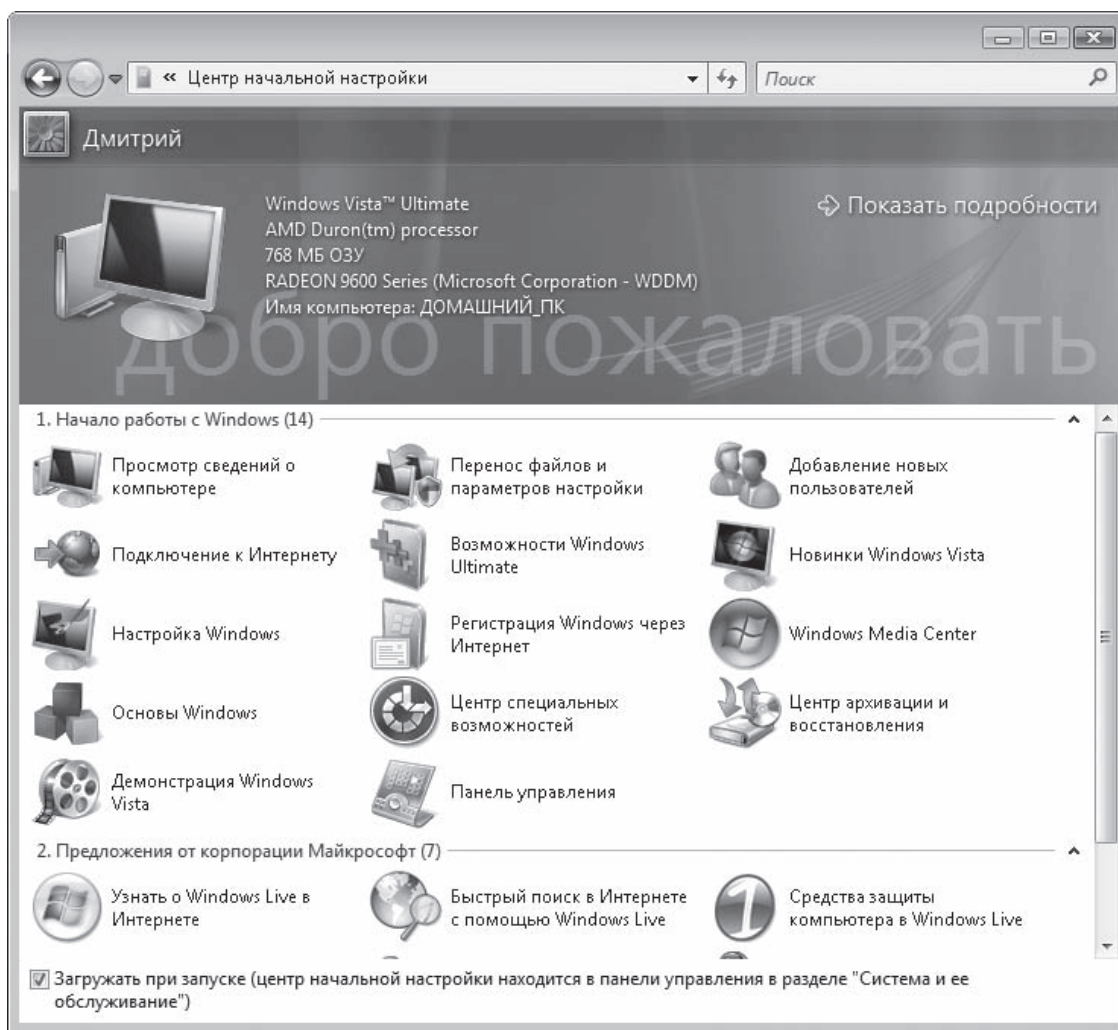 « Центр начальной настройки
Поиск
Дмитрий
Windows Vista™ Ultimate
AMD Duron(tm) processor
768 МБ ОЗУ
RADEON 9600 Series (Microsoft Corporation - WDDM)
Имя компьютера: ДОМАШНИЙ_ПК
Показать подробности
добро пожаловать
1. Начало работы с Windows (14)
Просмотр сведений о
компьютере
Перенос файлов и
параметров настройки
Добавление новых
пользователей
Подключение к Интернету
Возможности Windows
Ultimate
Новинки Windows Vista
Настройка Windows
Регистрация Windows через
Интернет
Windows Media Center
Основы Windows
Центр специальных
возможностей
Центр архивации и
восстановления
Демонстрация Windows
Vista
Панель управления
2. Предложения от корпорации Майкрософт (7)
Узнать о Windows Live в
Интернете
Быстрый поиск в Интернете
с помощью Windows Live
1
Средства защиты
компьютера в Windows Live
Загружать при запуске (центр начальной настройки находится в панели управления в разделе "Система и ее
обслуживание")